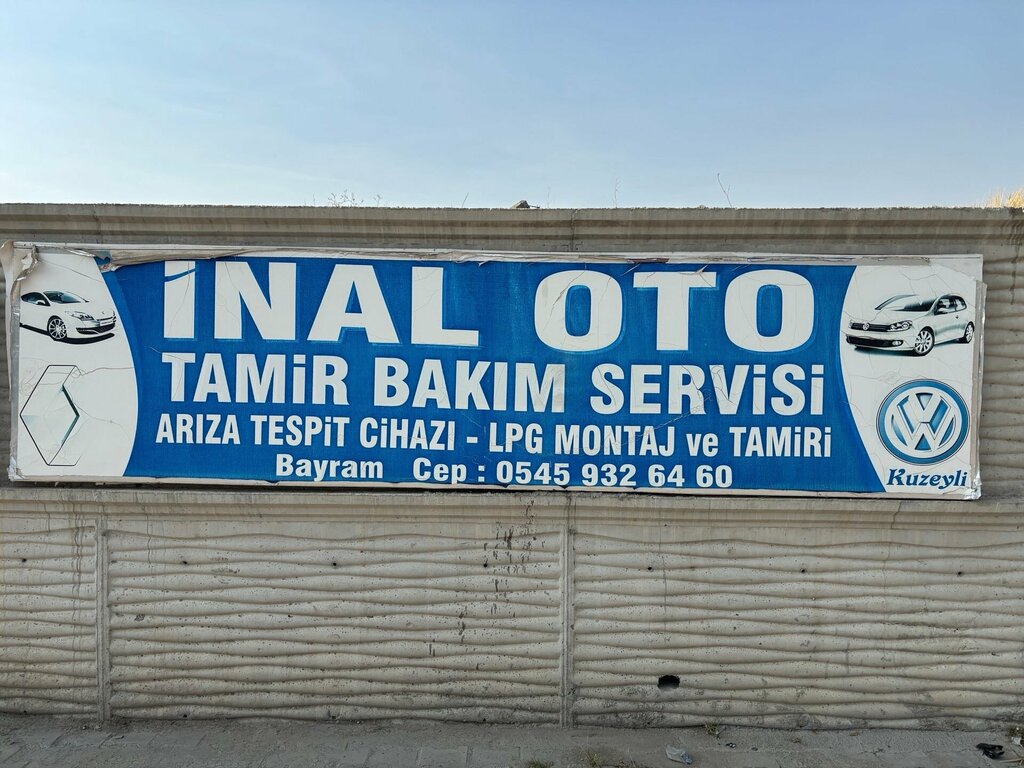 İNAL OTO
TAMİR BAKIM SERVİSİ
ARIZA TESPİT CİHAZI - LPG MONTAJ ve TAMİRİ
Bayram Cep : 0545 932 64 60
Kuzeyli